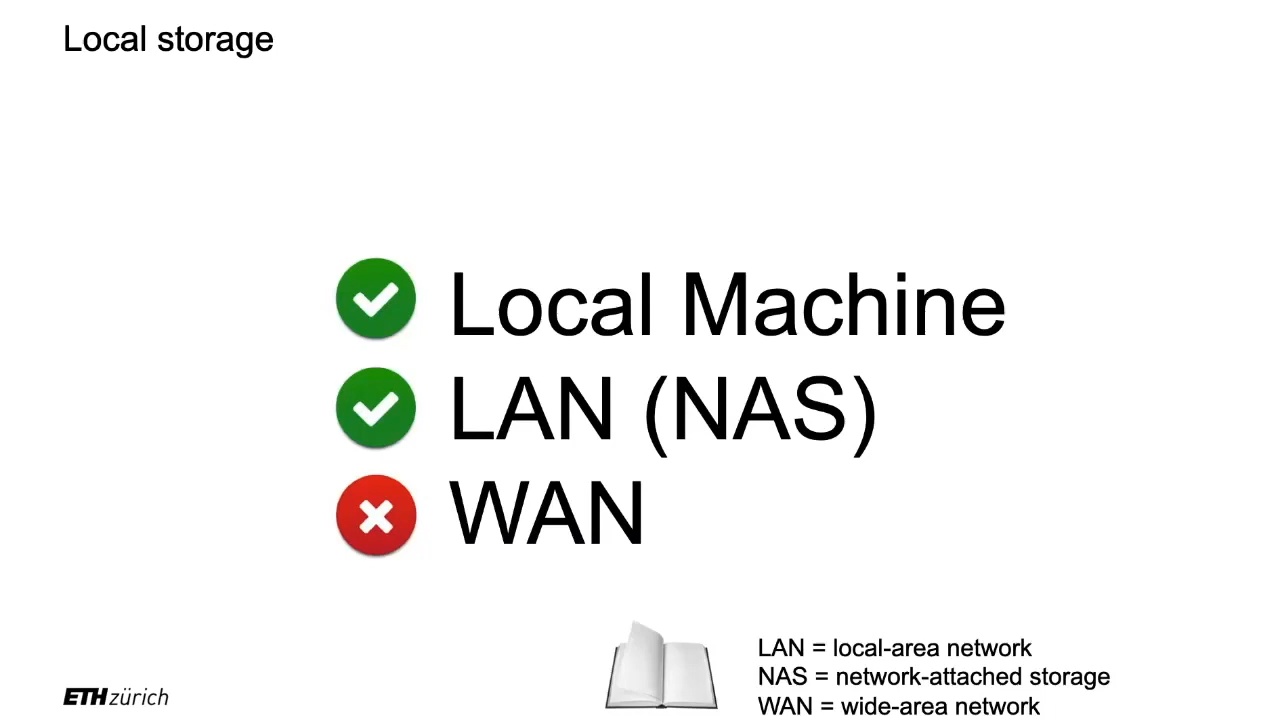 Local storage
Local Machine
LAN (NAS)
WAN
LAN = local-area network
NAS = network-attached storage
WAN = wide-area network
ETH zürich